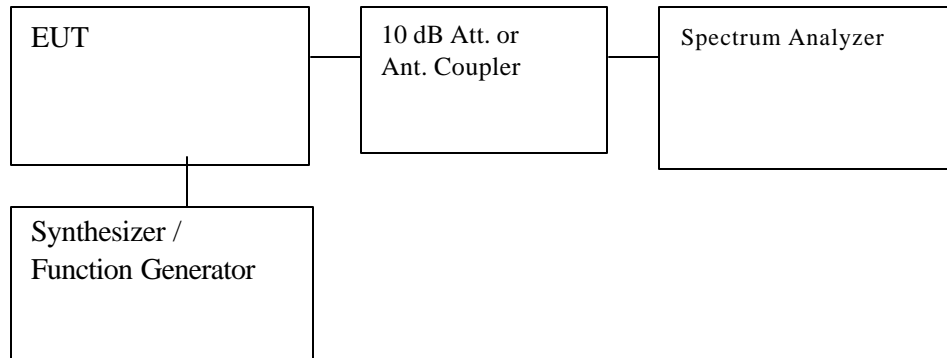 EUT
10 dB Att. or
Ant. Coupler
Spectrum Analyzer
Synthesizer /
Function Generator